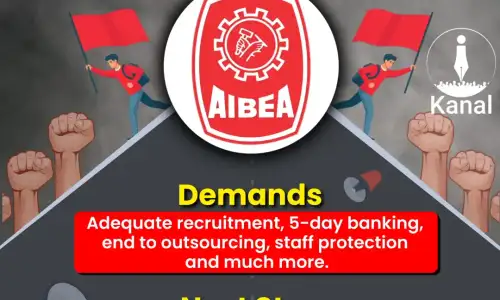 AIBEA
Kanal
Demands
Adequate recruitment, 5-day banking,
end to outsourcing, staff protection
and much more.